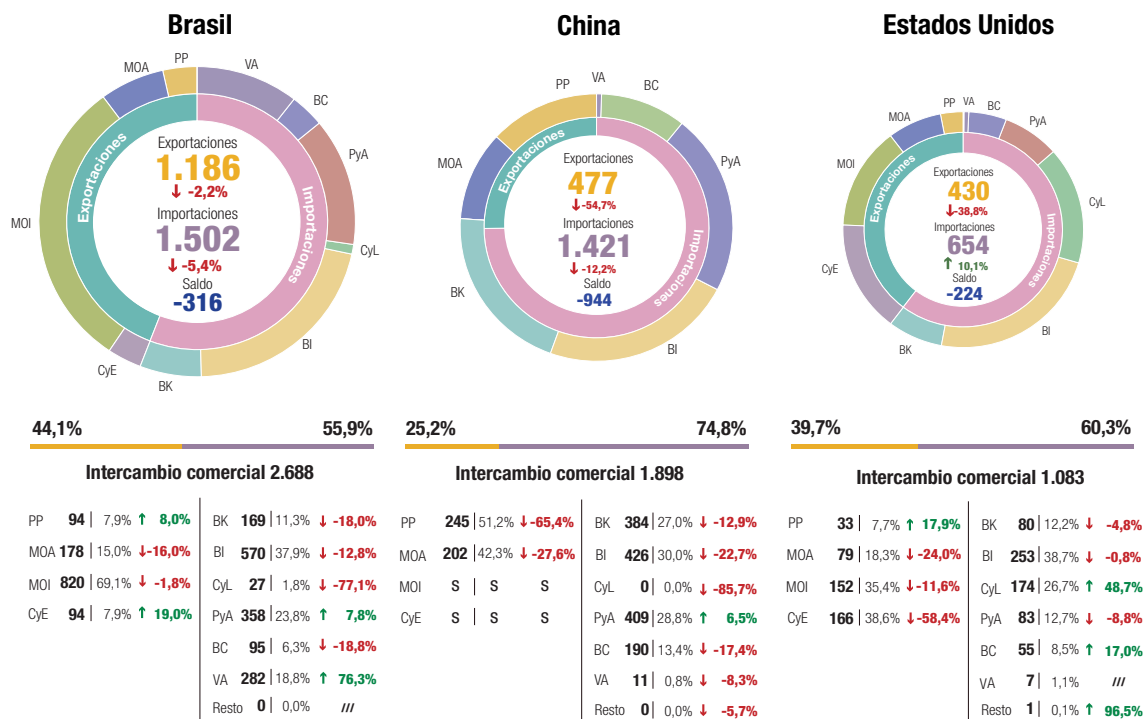 Brasil
PP
VA
MOA
BC
PyA
MOI
CyL
CyE
BK
BI
Exportaciones
Importaciones
Exportaciones
1.186
↓ -2,2%
Importaciones
1.502
↓ -5,4%
Saldo
-316
44,1% 55,9%
Intercambio comercial 2.688
PP 94 | 7,9% ↑ 8,0%
MOA 178 | 15,0% ↓ -16,0%
MOI 820 | 69,1% ↓ -1,8%
CyE 94 | 7,9% ↑ 19,0%
BK 169 | 11,3% ↓ -18,0%
BI 570 | 37,9% ↓ -12,8%
CyL 27 | 1,8% ↓ -77,1%
PyA 358 | 23,8% ↑ 7,8%
BC 95 | 6,3% ↓ -18,8%
VA 282 | 18,8% ↑ 76,3%
Resto 0 | 0,0% ///
China
PP
VA
BC
MOA
PyA
BK
BI
Exportaciones
Importaciones
Exportaciones
477
↓ -54,7%
Importaciones
1.421
↓ -12,2%
Saldo
-944
25,2% 74,8%
Intercambio comercial 1.898
PP 245 | 51,2% ↓ -65,4%
MOA 202 | 42,3% ↓ -27,6%
MOI S | S S
CyE S | S S
BK 384 | 27,0% ↓ -12,9%
BI 426 | 30,0% ↓ -22,7%
CyL 0 | 0,0% ↓ -85,7%
PyA 409 | 28,8% ↑ 6,5%
BC 190 | 13,4% ↓ -17,4%
VA 11 | 0,8% ↓ -8,3%
Resto 0 | 0,0% ↓ -5,7%
Estados Unidos
PP
VA
BC
MOA
PyA
MOI
CyL
CyE
BK
BI
Exportaciones
Importaciones
Exportaciones
430
↓ -38,8%
Importaciones
654
↑ 10,1%
Saldo
-224
39,7% 60,3%
Intercambio comercial 1.083
PP 33 | 7,7% ↑ 17,9%
MOA 79 | 18,3% ↓ -24,0%
MOI 152 | 35,4% ↓ -11,6%
CyE 166 | 38,6% ↓ -58,4%
BK 80 | 12,2% ↓ -4,8%
BI 253 | 38,7% ↓ -0,8%
CyL 174 | 26,7% ↑ 48,7%
PyA 83 | 12,7% ↓ -8,8%
BC 55 | 8,5% ↑ 17,0%
VA 7 | 1,1% ///
Resto 1 | 0,1% ↑ 96,5%